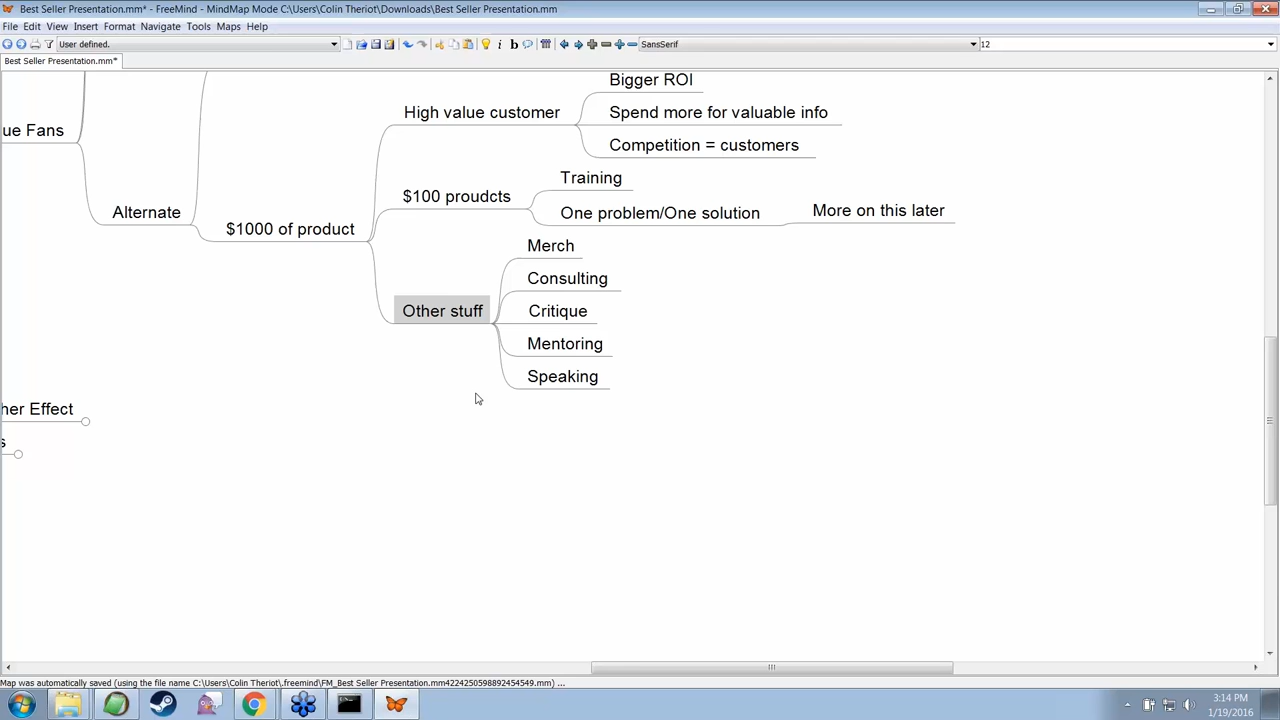 Best Seller Presentation.mm* - FreeMind - MindMap Mode C:\Users\Colin Theriot\Downloads\Best Seller Presentation.mm
File Edit View Insert Format Navigate Tools Maps Help
User defined.
SansSerif
12
Best Seller Presentation.mm*
Bigger ROI
High value customer
Spend more for valuable info
ue Fans
Competition = customers
Training
$100 proudcts
Alternate
One problem/One solution
More on this later
$1000 of product
Merch
Consulting
Other stuff
Critique
Mentoring
Speaking
her Effect
s
Map was automatically saved (using the file name C:\Users\Colin Theriot\.freemind\FM_Best Seller Presentation.mm4224250598892454549.mm) ...
3:14 PM
1/19/2016